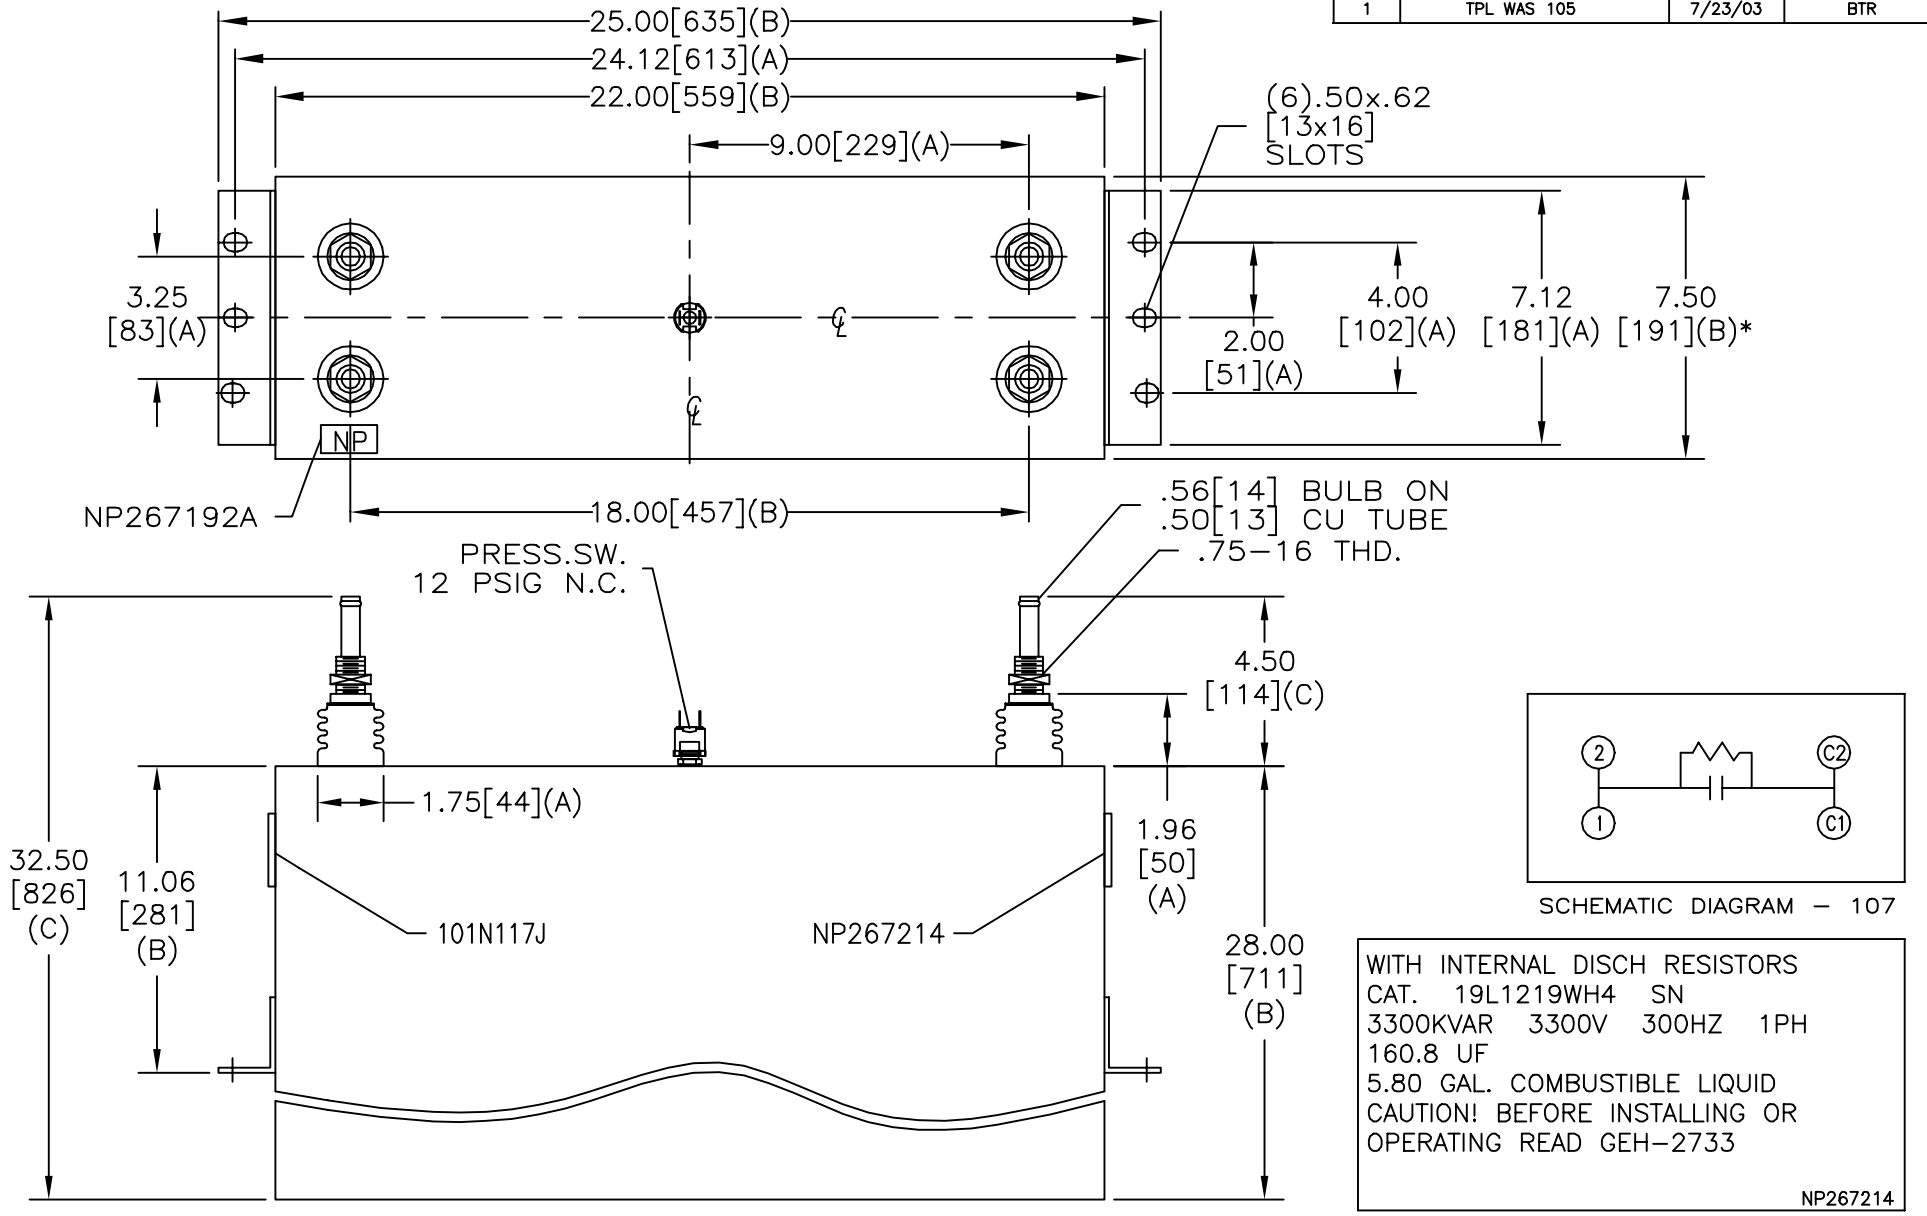 1 TPL WAS 105 7/23/03 BTR
25.00[635](B)
24.12[613](A)
22.00[559](B)
9.00[229](A)
(6).50x.62
[13x16]
SLOTS
3.25
[83](A)
℄
℄
2.00
[51](A)
4.00
[102](A)
7.12
[181](A)
7.50
[191](B)*
NP
NP267192A
18.00[457](B)
.56[14] BULB ON
.50[13] CU TUBE
.75-16 THD.
PRESS.SW.
12 PSIG N.C.
4.50
[114](C)
1.75[44](A)
1.96
[50]
(A)
32.50
[826]
(C)
11.06
[281]
(B)
101N117J
NP267214
28.00
[711]
(B)
2
C2
1
C1
SCHEMATIC DIAGRAM - 107
WITH INTERNAL DISCH RESISTORS
CAT. 19L1219WH4 SN
3300KVAR 3300V 300HZ 1PH
160.8 UF
5.80 GAL. COMBUSTIBLE LIQUID
CAUTION! BEFORE INSTALLING OR
OPERATING READ GEH-2733
NP267214